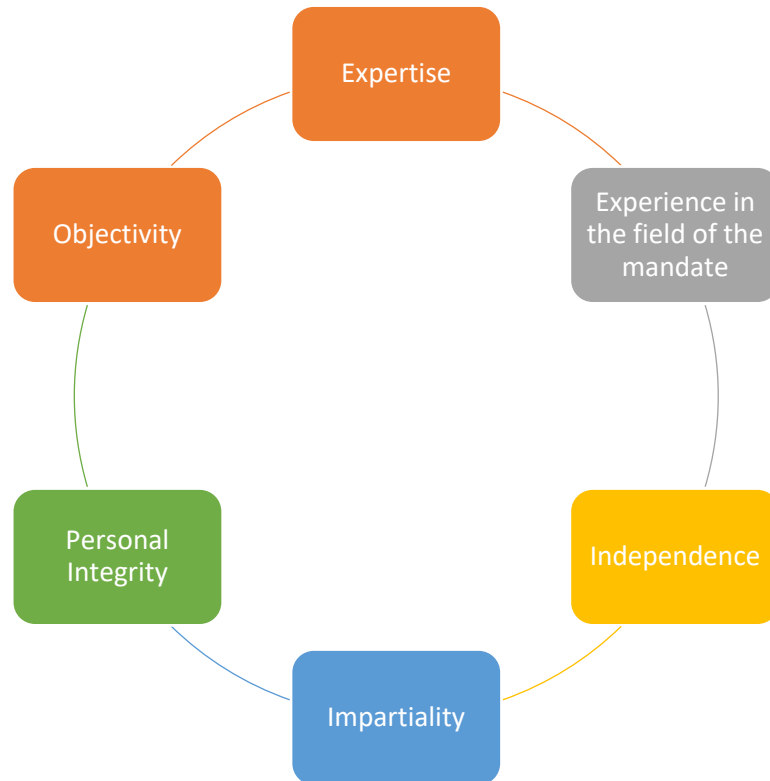 Expertise
Experience in
the field of the
mandate
Independence
Impartiality
Personal
Integrity
Objectivity